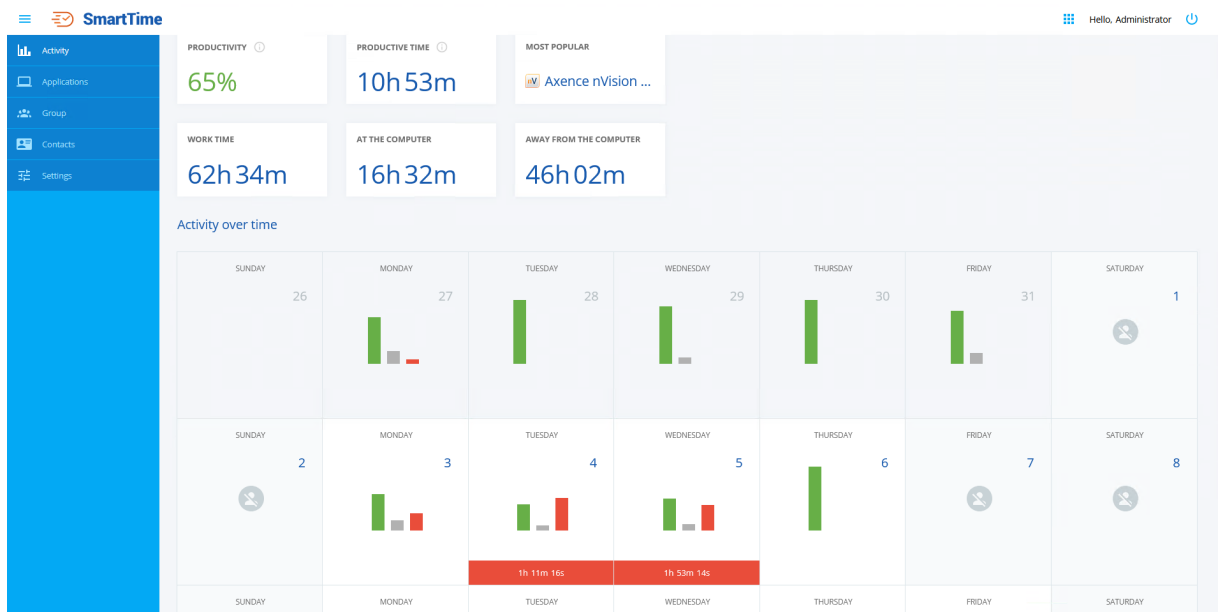 SmartTime
Hello, Administrator
Activity
Applications
Group
Contacts
Settings
PRODUCTIVITY
65%
PRODUCTIVE TIME
10h 53m
MOST POPULAR
nV Axence nVision ...
WORK TIME
62h 34m
AT THE COMPUTER
16h 32m
AWAY FROM THE COMPUTER
46h 02m
Activity over time
SUNDAY MONDAY TUESDAY WEDNESDAY THURSDAY FRIDAY SATURDAY
26 27 28 29 30 31 1
SUNDAY MONDAY TUESDAY WEDNESDAY THURSDAY FRIDAY SATURDAY
2 3 4 5 6 7 8
1h 11m 16s 1h 53m 14s
SUNDAY MONDAY TUESDAY WEDNESDAY THURSDAY FRIDAY SATURDAY